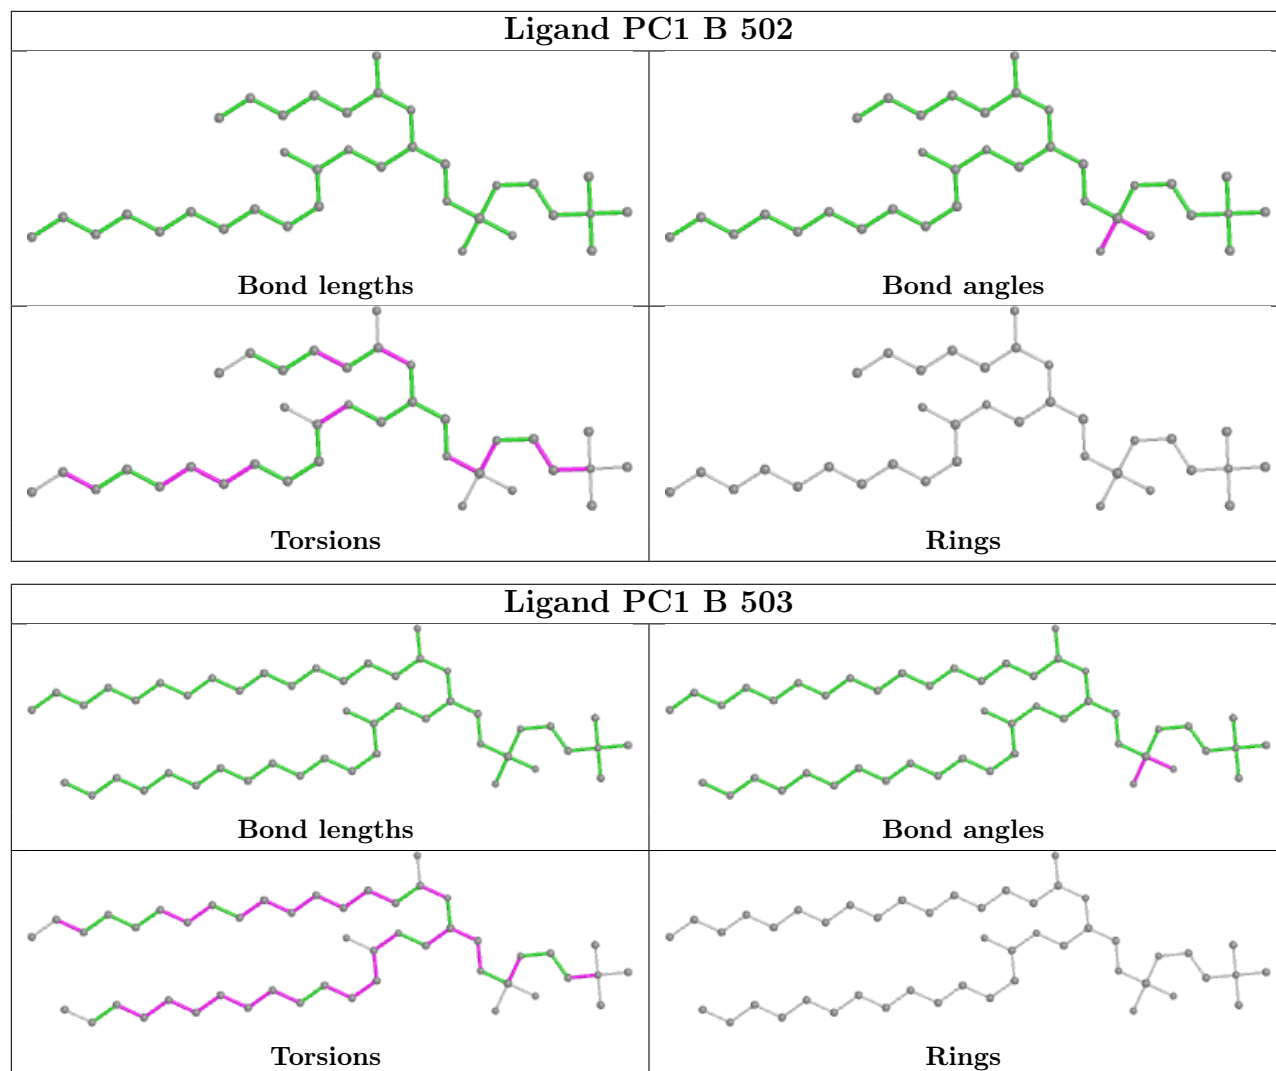 Ligand PC1 B 502
Bond lengths
Bond angles
Torsions
Rings
Ligand PC1 B 503
Bond lengths
Bond angles
Torsions
Rings